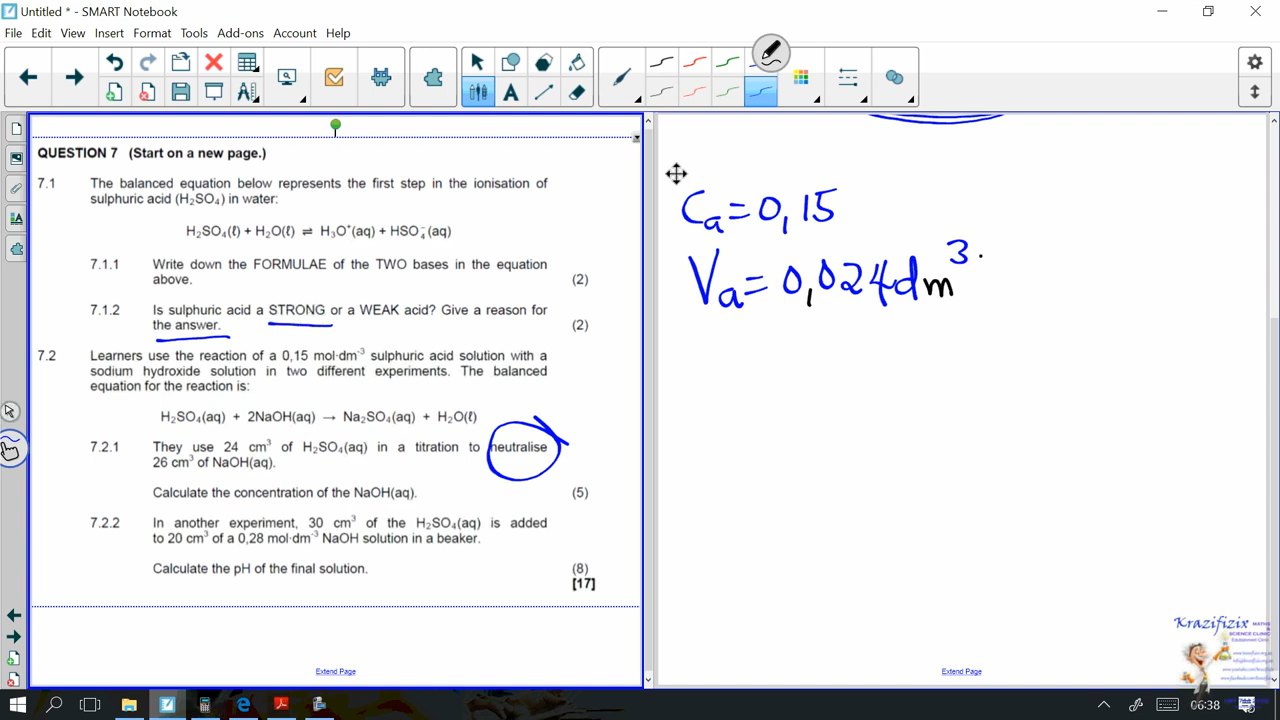 Untitled * - SMART Notebook
File Edit View Insert Format Tools Add-ons Account Help
QUESTION 7 (Start on a new page.)
7.1 The balanced equation below represents the first step in the ionisation of
sulphuric acid (H₂SO₄) in water:
H₂SO₄(ℓ) + H₂O(ℓ) ⇌ H₃O⁺(aq) + HSO₄⁻(aq)
7.1.1 Write down the FORMULAE of the TWO bases in the equation
above. (2)
7.1.2 Is sulphuric acid a STRONG or a WEAK acid? Give a reason for
the answer. (2)
7.2 Learners use the reaction of a 0,15 mol·dm⁻³ sulphuric acid solution with a
sodium hydroxide solution in two different experiments. The balanced
equation for the reaction is:
H₂SO₄(aq) + 2NaOH(aq) → Na₂SO₄(aq) + H₂O(ℓ)
7.2.1 They use 24 cm³ of H₂SO₄(aq) in a titration to neutralise
26 cm³ of NaOH(aq).
Calculate the concentration of the NaOH(aq). (5)
7.2.2 In another experiment, 30 cm³ of the H₂SO₄(aq) is added
to 20 cm³ of a 0,28 mol·dm⁻³ NaOH solution in a beaker.
Calculate the pH of the final solution. (8)
[17]
Extend Page
Cₐ = 0,15
Vₐ = 0,024 dm³
Krazifizix MATHS
SCIENCE CLINIC
Extend Page
06:38